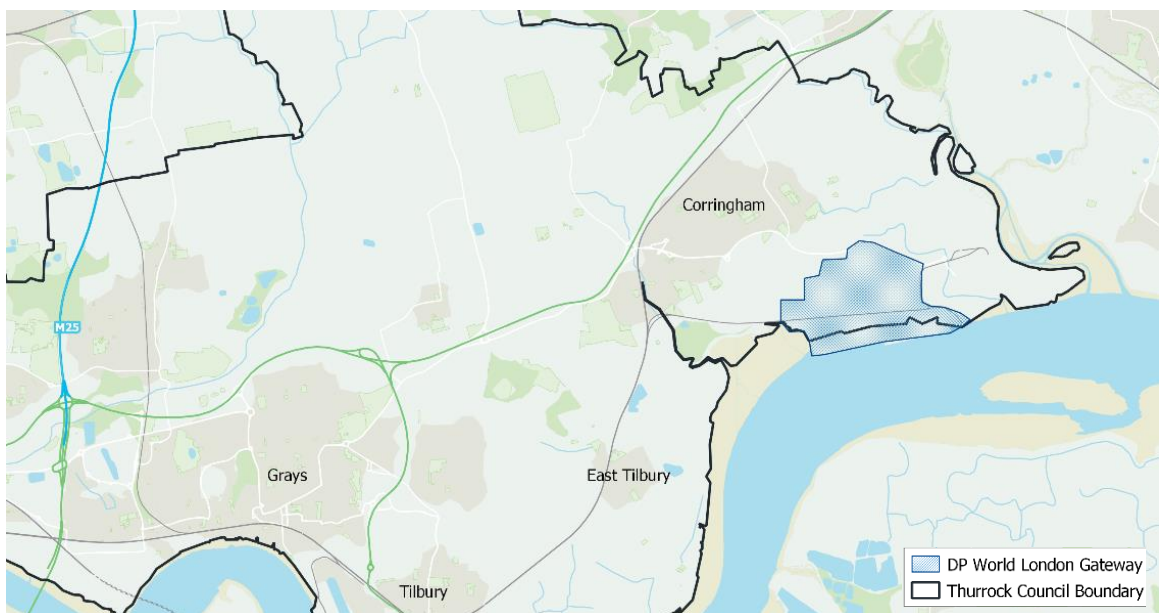 Corringham
M25
Grays
East Tilbury
Tilbury
DP World London Gateway
Thurrock Council Boundary